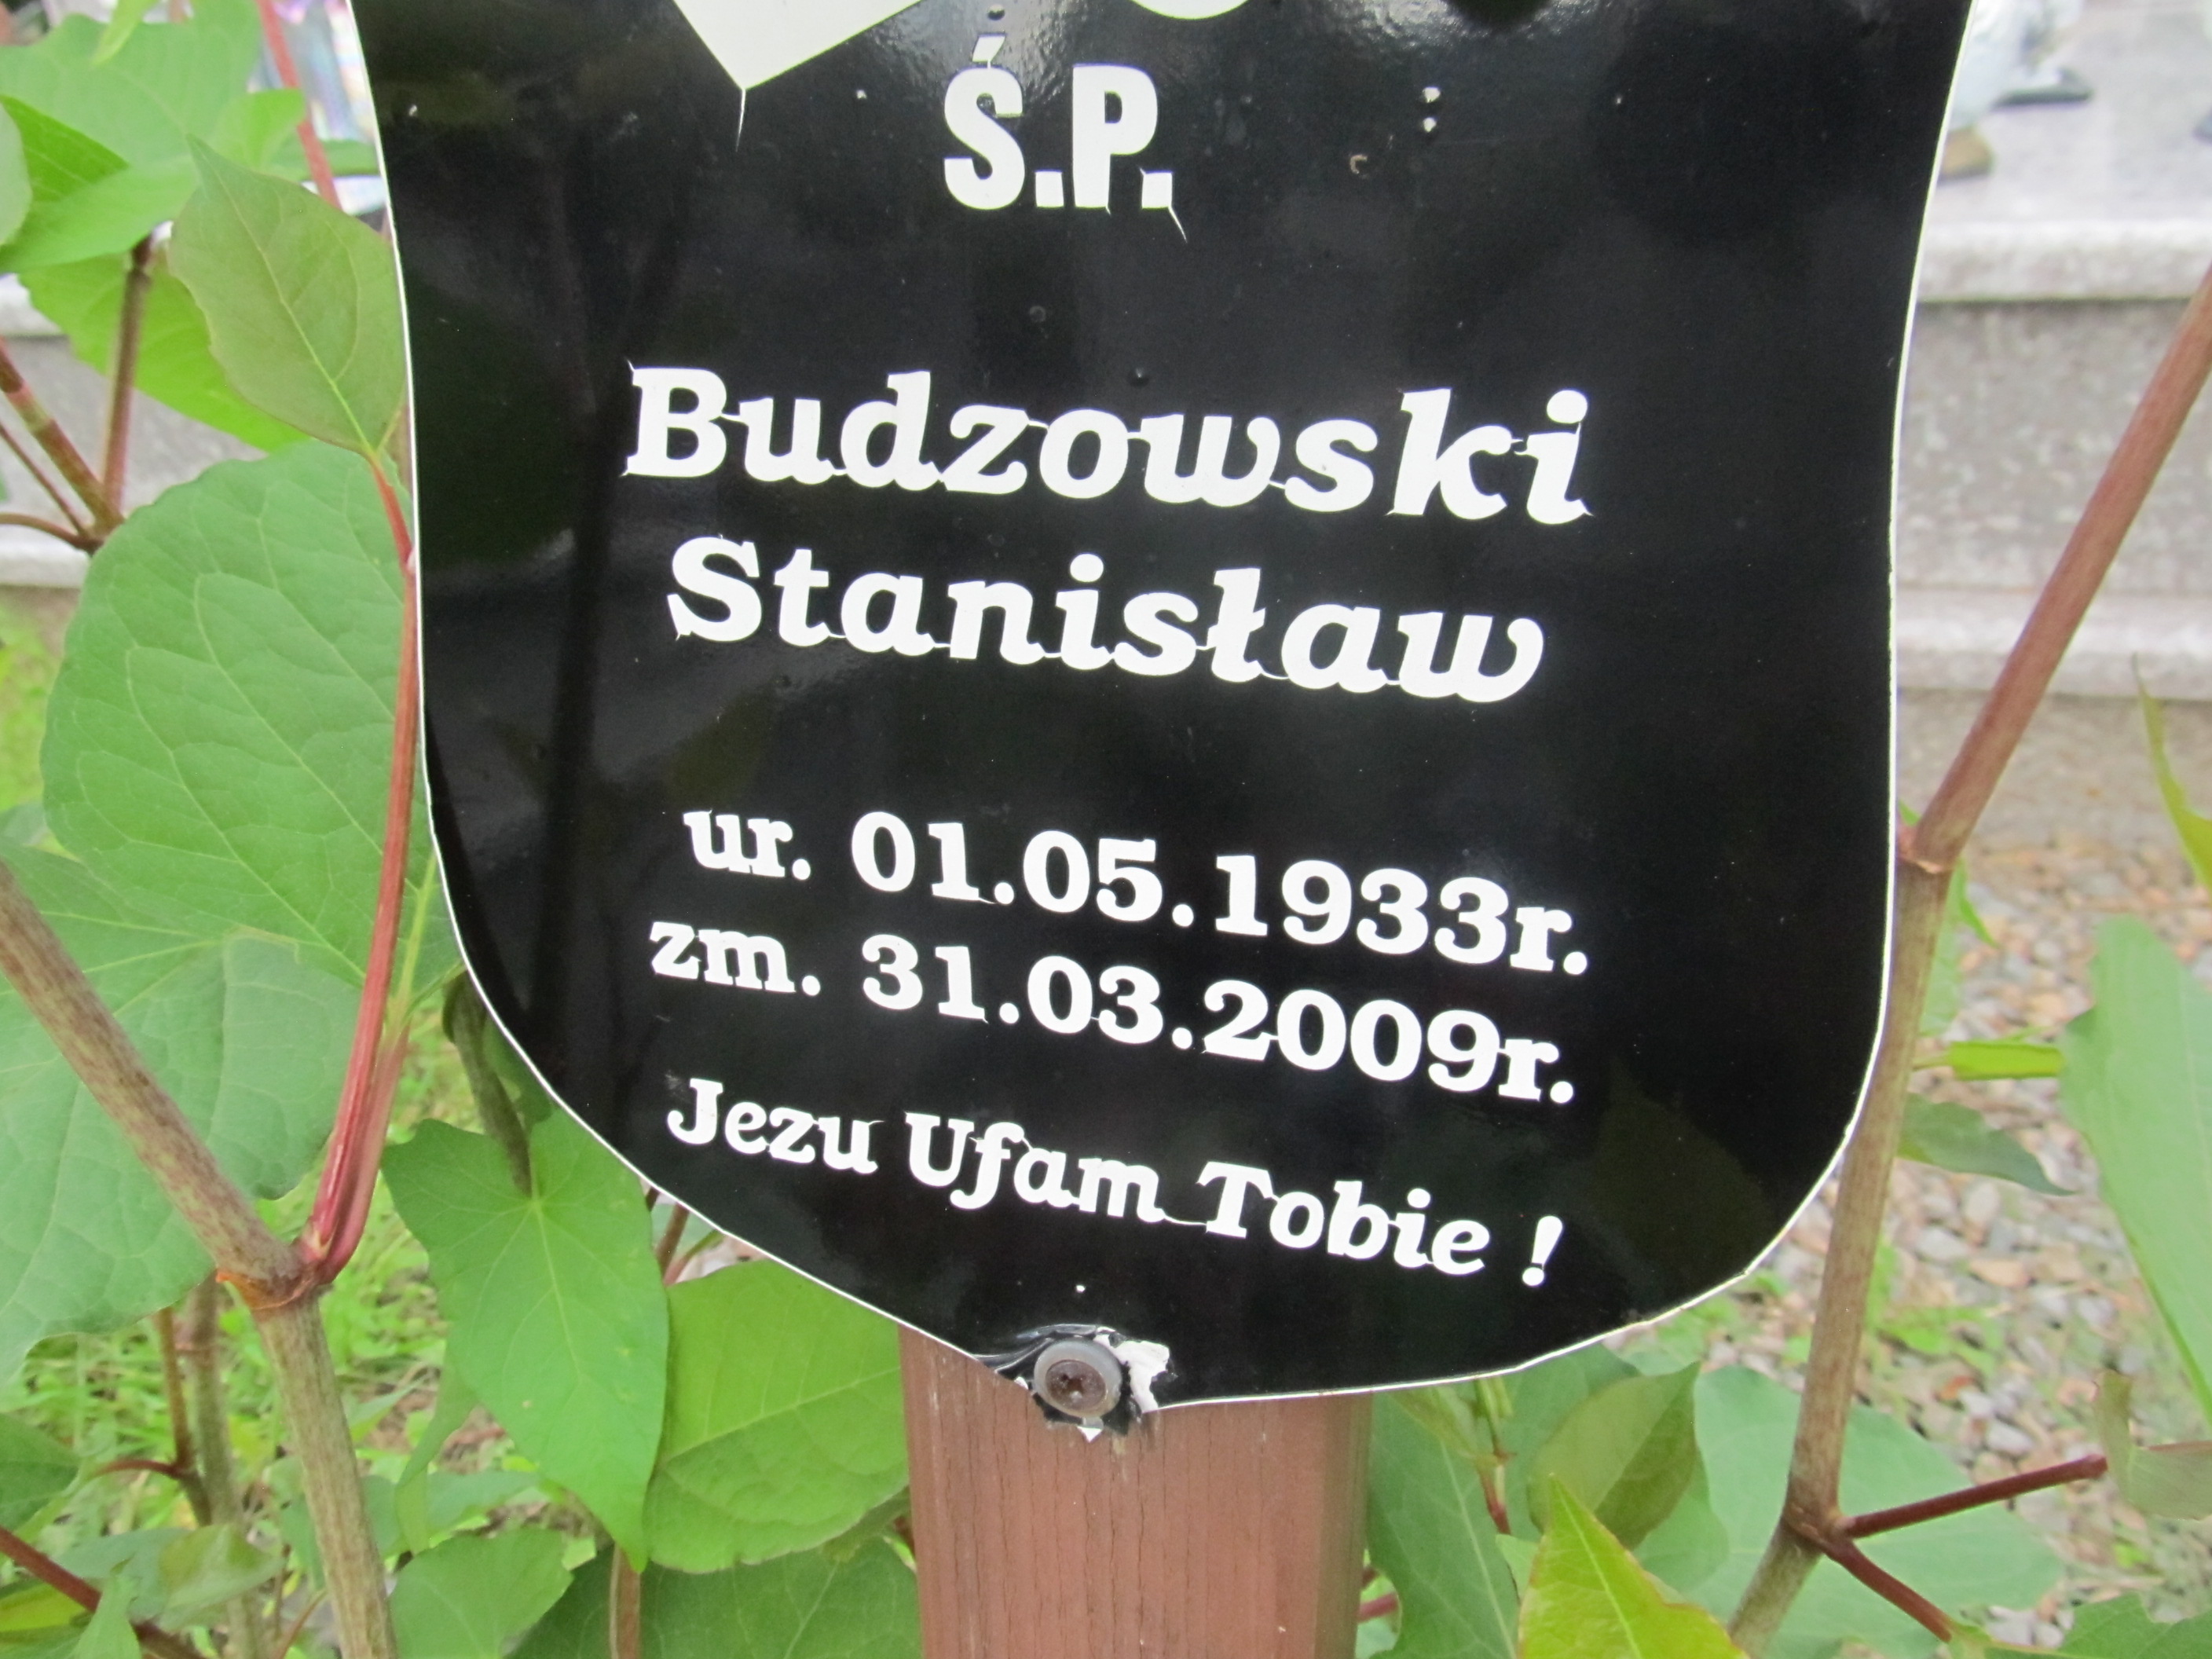 Ś.P.
Budzowski
Stanisław
ur. 01.05.1933r.
zm. 31.03.2009r.
Jezu Ufam Tobie !